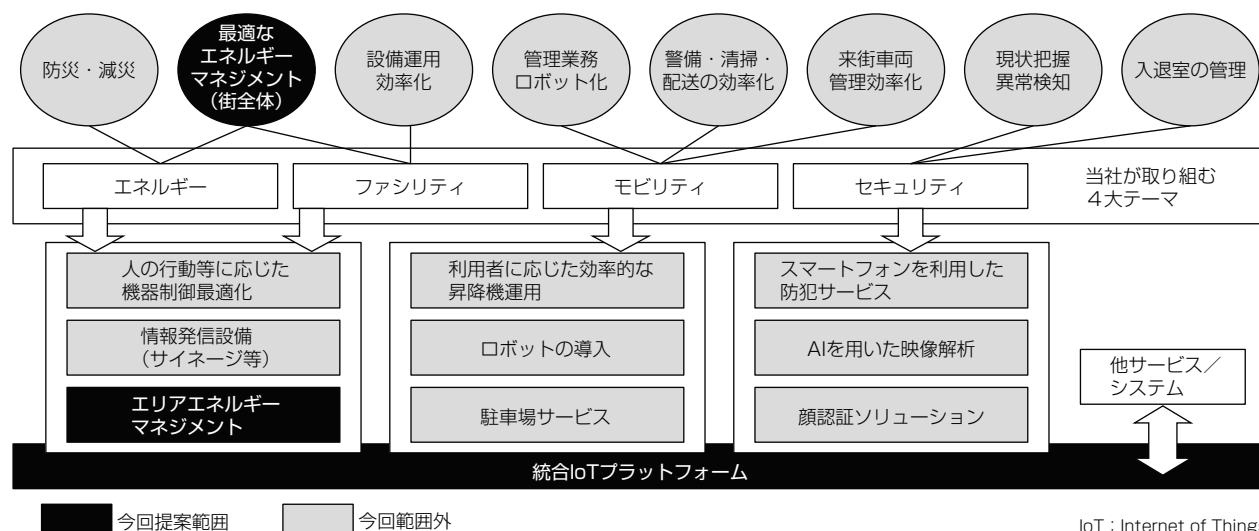 防災・減災
最適な
エネルギー
マネジメント
（街全体）
設備運用
効率化
管理業務
ロボット化
警備・清掃・
配送の効率化
来街車両
管理効率化
現状把握
異常検知
入退室の管理
エネルギー
ファシリティ
モビリティ
セキュリティ
当社が取り組む
4大テーマ
人の行動等に応じた
機器制御最適化
情報発信設備
（サイネージ等）
エリアエネルギー
マネジメント
利用者に応じた効率的な
昇降機運用
ロボットの導入
駐車場サービス
スマートフォンを利用した
防犯サービス
AIを用いた映像解析
顔認証ソリューション
他サービス／
システム
統合IoTプラットフォーム
今回提案範囲
今回範囲外
IoT：Internet of Things